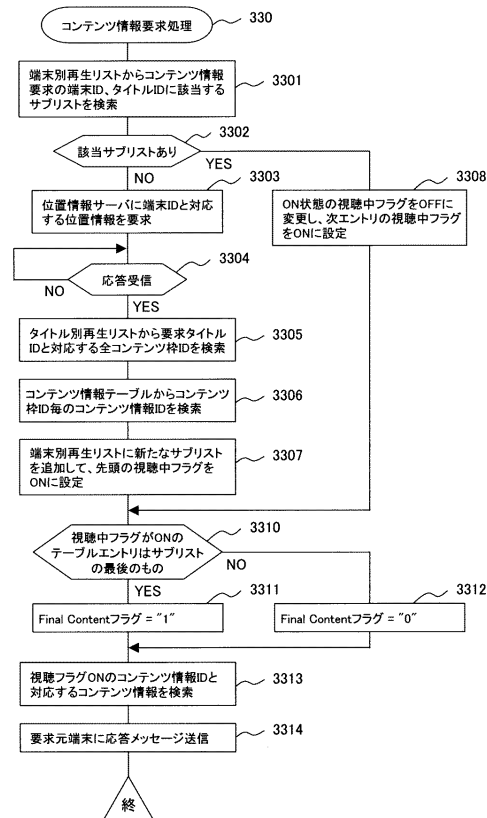 コンテンツ情報要求処理
330
端末別再生リストからコンテンツ情報
要求の端末ID、タイトルIDに該当する
サブリストを検索
3301
該当サブリストあり
3302
YES
NO
位置情報サーバに端末IDと対応
する位置情報を要求
3303
ON状態の視聴中フラグをOFFに
変更し、次エントリの視聴中フラグ
をONに設定
3308
応答受信
3304
NO
YES
タイトル別再生リストから要求タイトル
IDと対応する全コンテンツ枠IDを検索
3305
コンテンツ情報テーブルからコンテンツ
枠ID毎のコンテンツ情報IDを検索
3306
端末別再生リストに新たなサブリスト
を追加して、先頭の視聴中フラグを
ONに設定
3307
視聴中フラグがONの
テーブルエントリはサブリスト
の最後のもの
3310
NO
YES
Final Contentフラグ = "1"
3311
Final Contentフラグ = "0"
3312
視聴フラグONのコンテンツ情報IDと
対応するコンテンツ情報を検索
3313
要求元端末に応答メッセージ送信
3314
終